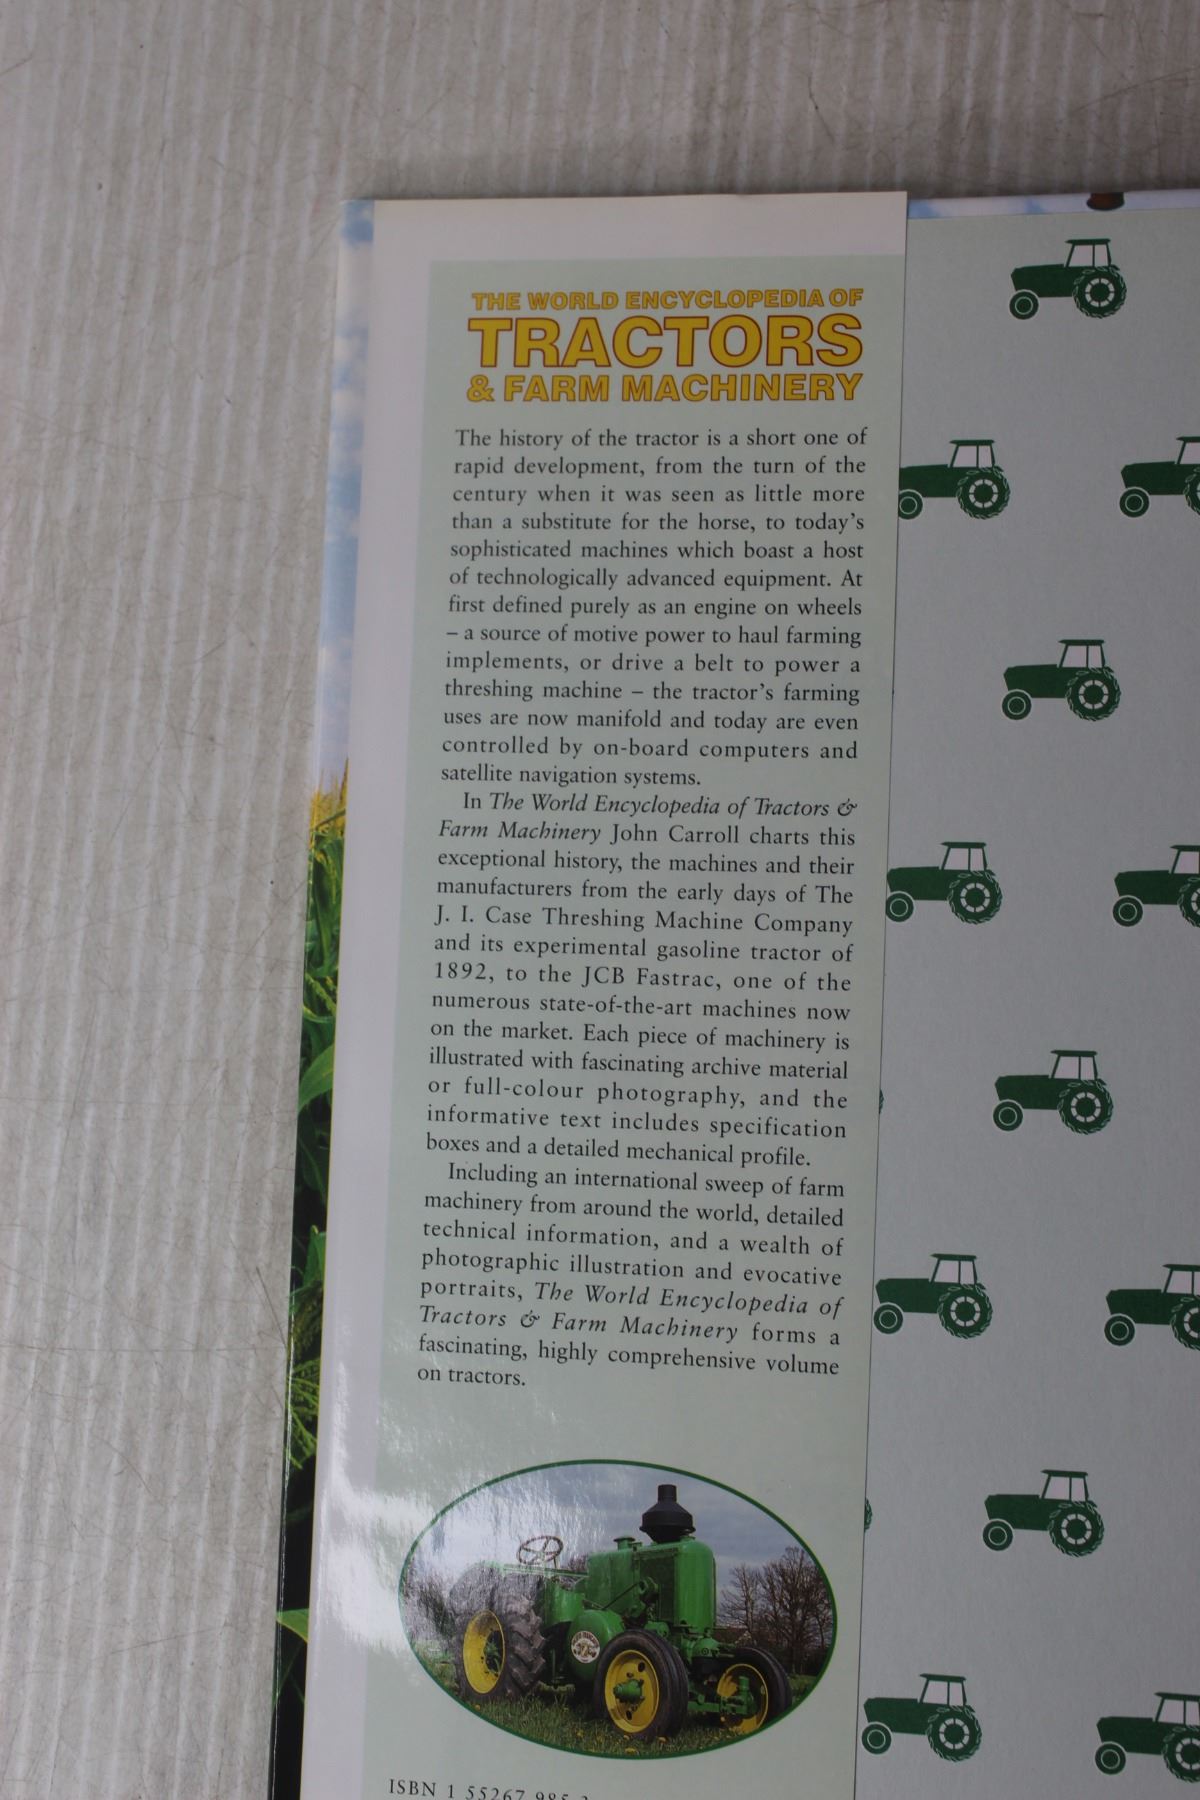 THE WORLD ENCYCLOPEDIA OF
TRACTORS
& FARM MACHINERY
The history of the tractor is a short one of
rapid development, from the turn of the
century when it was seen as little more
than a substitute for the horse, to today's
sophisticated machines which boast a host
of technologically advanced equipment. At
first defined purely as an engine on wheels
– a source of motive power to haul farming
implements, or drive a belt to power a
threshing machine – the tractor's farming
uses are now manifold and today are even
controlled by on-board computers and
satellite navigation systems.
In The World Encyclopedia of Tractors &
Farm Machinery John Carroll charts this
exceptional history, the machines and their
manufacturers from the early days of The
J. I. Case Threshing Machine Company
and its experimental gasoline tractor of
1892, to the JCB Fastrac, one of the
numerous state-of-the-art machines now
on the market. Each piece of machinery is
illustrated with fascinating archive material
or full-colour photography, and the
informative text includes specification
boxes and a detailed mechanical profile.
Including an international sweep of farm
machinery from around the world, detailed
technical information, and a wealth of
photographic illustration and evocative
portraits, The World Encyclopedia of
Tractors & Farm Machinery forms a
fascinating, highly comprehensive volume
on tractors.
ISBN 1 55267 985